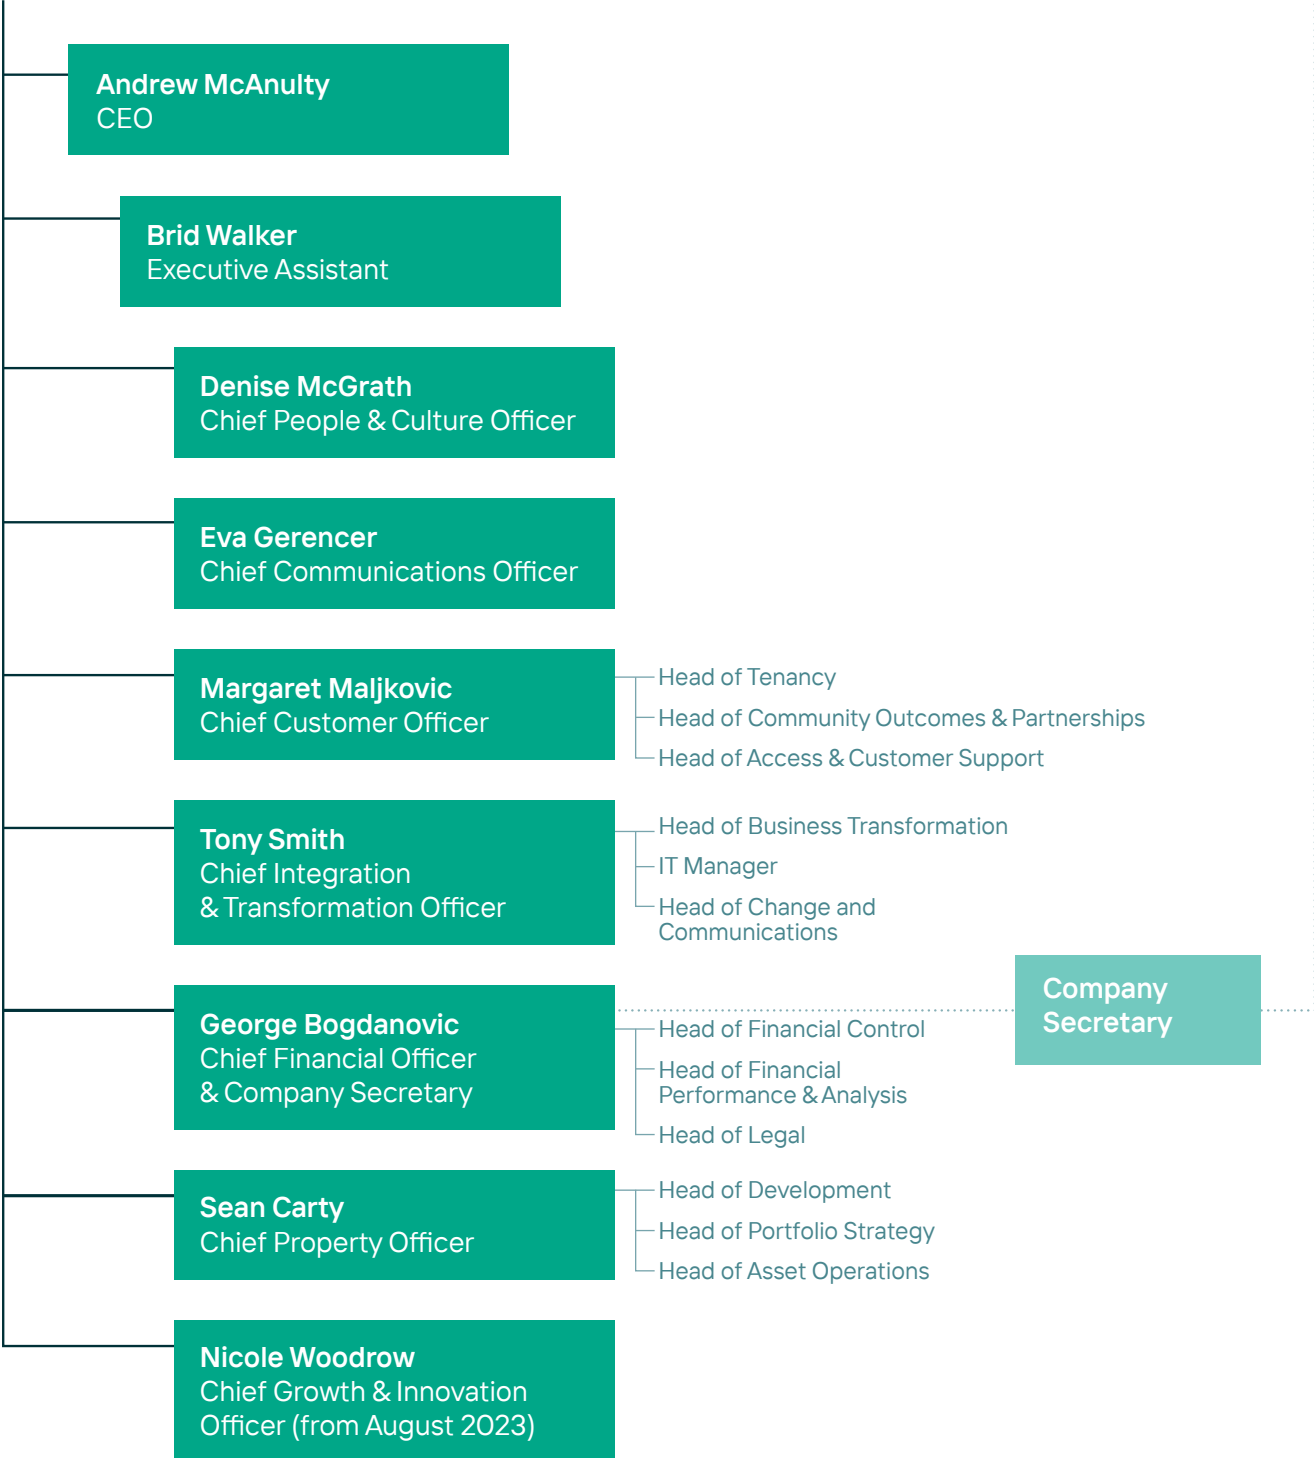 Andrew McAnulty
CEO
Brid Walker
Executive Assistant
Denise McGrath
Chief People & Culture Officer
Eva Gerencer
Chief Communications Officer
Margaret Maljkovic
Chief Customer Officer
Head of Tenancy
Head of Community Outcomes & Partnerships
Head of Access & Customer Support
Tony Smith
Chief Integration
& Transformation Officer
Head of Business Transformation
IT Manager
Head of Change and
Communications
George Bogdanovic
Chief Financial Officer
& Company Secretary
Head of Financial Control
Head of Financial
Performance & Analysis
Head of Legal
Company
Secretary
Sean Carty
Chief Property Officer
Head of Development
Head of Portfolio Strategy
Head of Asset Operations
Nicole Woodrow
Chief Growth & Innovation
Officer (from August 2023)